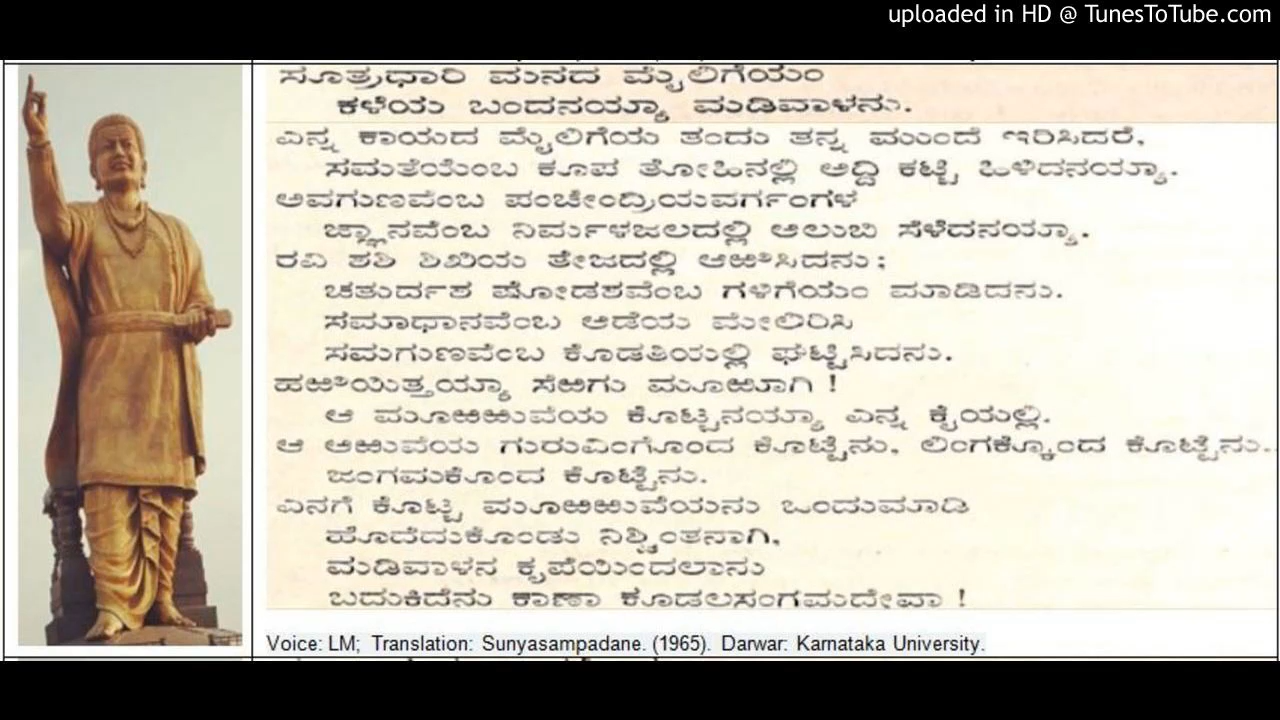 uploaded in HD @ TunesToTube.com
ಸೂತ್ರಧಾರಿ ಮನದ ಮೈಲಿಗೆಯಂ
ಕಳೆಯ ಬಂದನಯ್ಯಾ ಮಡಿವಾಳನು.
ಎನ್ನ ಕಾಯದ ಮೈಲಿಗೆಯ ತಂದು ತನ್ನ ಮುಂದೆ ಇರಿಸಿದರೆ,
ಸಮತೆಯೆಂಬ ಕೂಪ ತೋಹಿನಲ್ಲಿ ಅದ್ದಿ ಕಟ್ಟಿ ಹಿಳಿದನಯ್ಯಾ.
ಅವಗುಣವೆಂಬ ಪಂಚೇಂದ್ರಿಯವರ್ಗಂಗಳ
ಜ್ಞಾನವೆಂಬ ನಿರ್ಮಳಜಲದಲ್ಲಿ ಅಲುಬಿ ಸೆಳೆದನಯ್ಯಾ.
ರವಿ ಶಶಿ ಶಿಖಿಯ ತೇಜದಲ್ಲಿ ಆಱಿಸಿದನು;
ಚತುರ್ದಶ ಷೋಡಶವೆಂಬ ಗಳಿಗೆಯಂ ಮಾಡಿದನು.
ಸಮಾಧಾನವೆಂಬ ಅಡೆಯ ಮೇಲಿರಿಸಿ
ಸಮಗುಣವೆಂಬ ಕೊಡತಿಯಲ್ಲಿ ಘಟ್ಟಿಸಿದನು.
ಹಱಿಯಿತ್ತಯ್ಯಾ ಸೆಱಗು ಮೂಱಾಗಿ !
ಆ ಮೂಱಱುವೆಯ ಕೊಟ್ಟನಯ್ಯಾ ಎನ್ನ ಕೈಯಲ್ಲಿ.
ಆ ಅಱುವೆಯ ಗುರುವಿಂಗೊಂದ ಕೊಟ್ಟೆನು, ಲಿಂಗಕ್ಕೊಂದ ಕೊಟ್ಟೆನು..
ಜಂಗಮಕೊಂದ ಕೊಟ್ಟೆನು.
ಎನಗೆ ಕೊಟ್ಟ ಮೂಱಱುವೆಯನು ಒಂದುಮಾಡಿ
ಹೊದೆದುಕೊಂಡು ನಿಶ್ಚಿಂತನಾಗಿ,
ಮಡಿವಾಳನ ಕೃಪೆಯಿಂದಲಾನು
ಬದುಕಿದೆನು ಕಾಣಾ ಕೂಡಲಸಂಗಮದೇವಾ !
Voice: LM; Translation: Sunyasampadane. (1965). Darwar: Karnataka University.